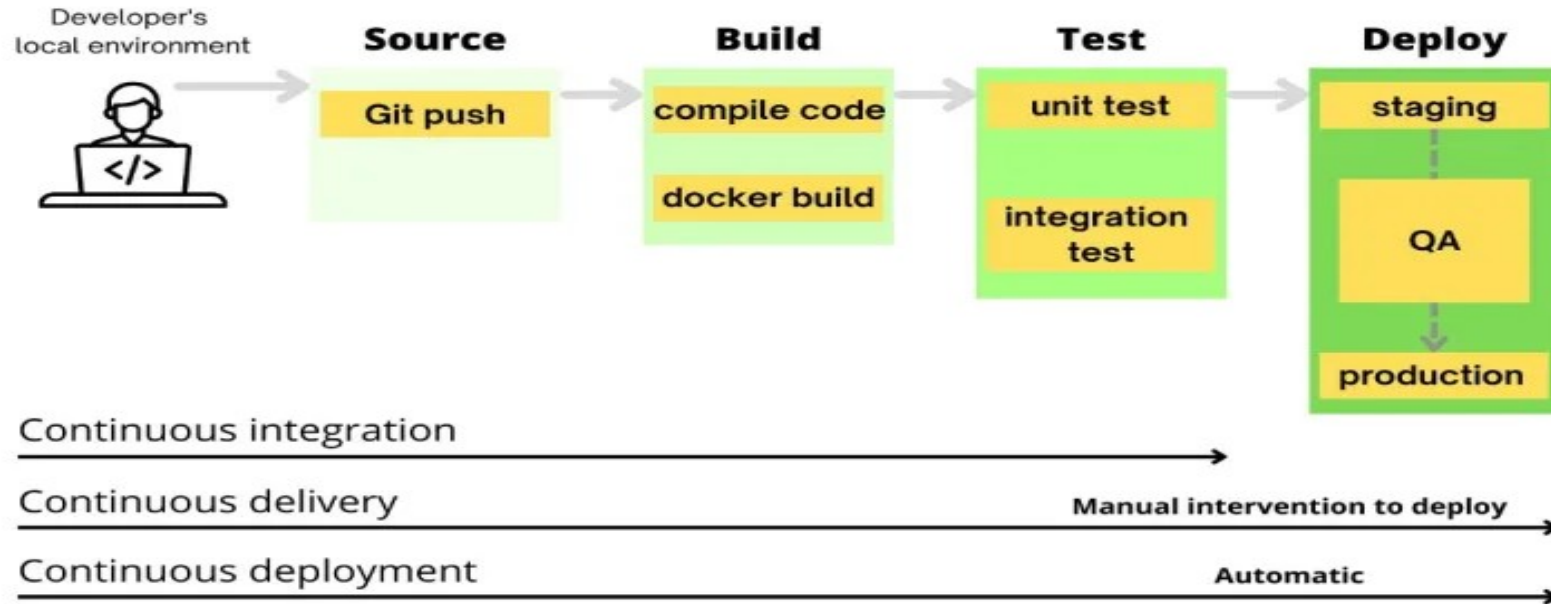 Developer's
local environment
Source
Build
Test
Deploy
</>
Git push
compile code
docker build
unit test
integration
test
staging
QA
production
Continuous integration
Continuous delivery
Manual intervention to deploy
Continuous deployment
Automatic